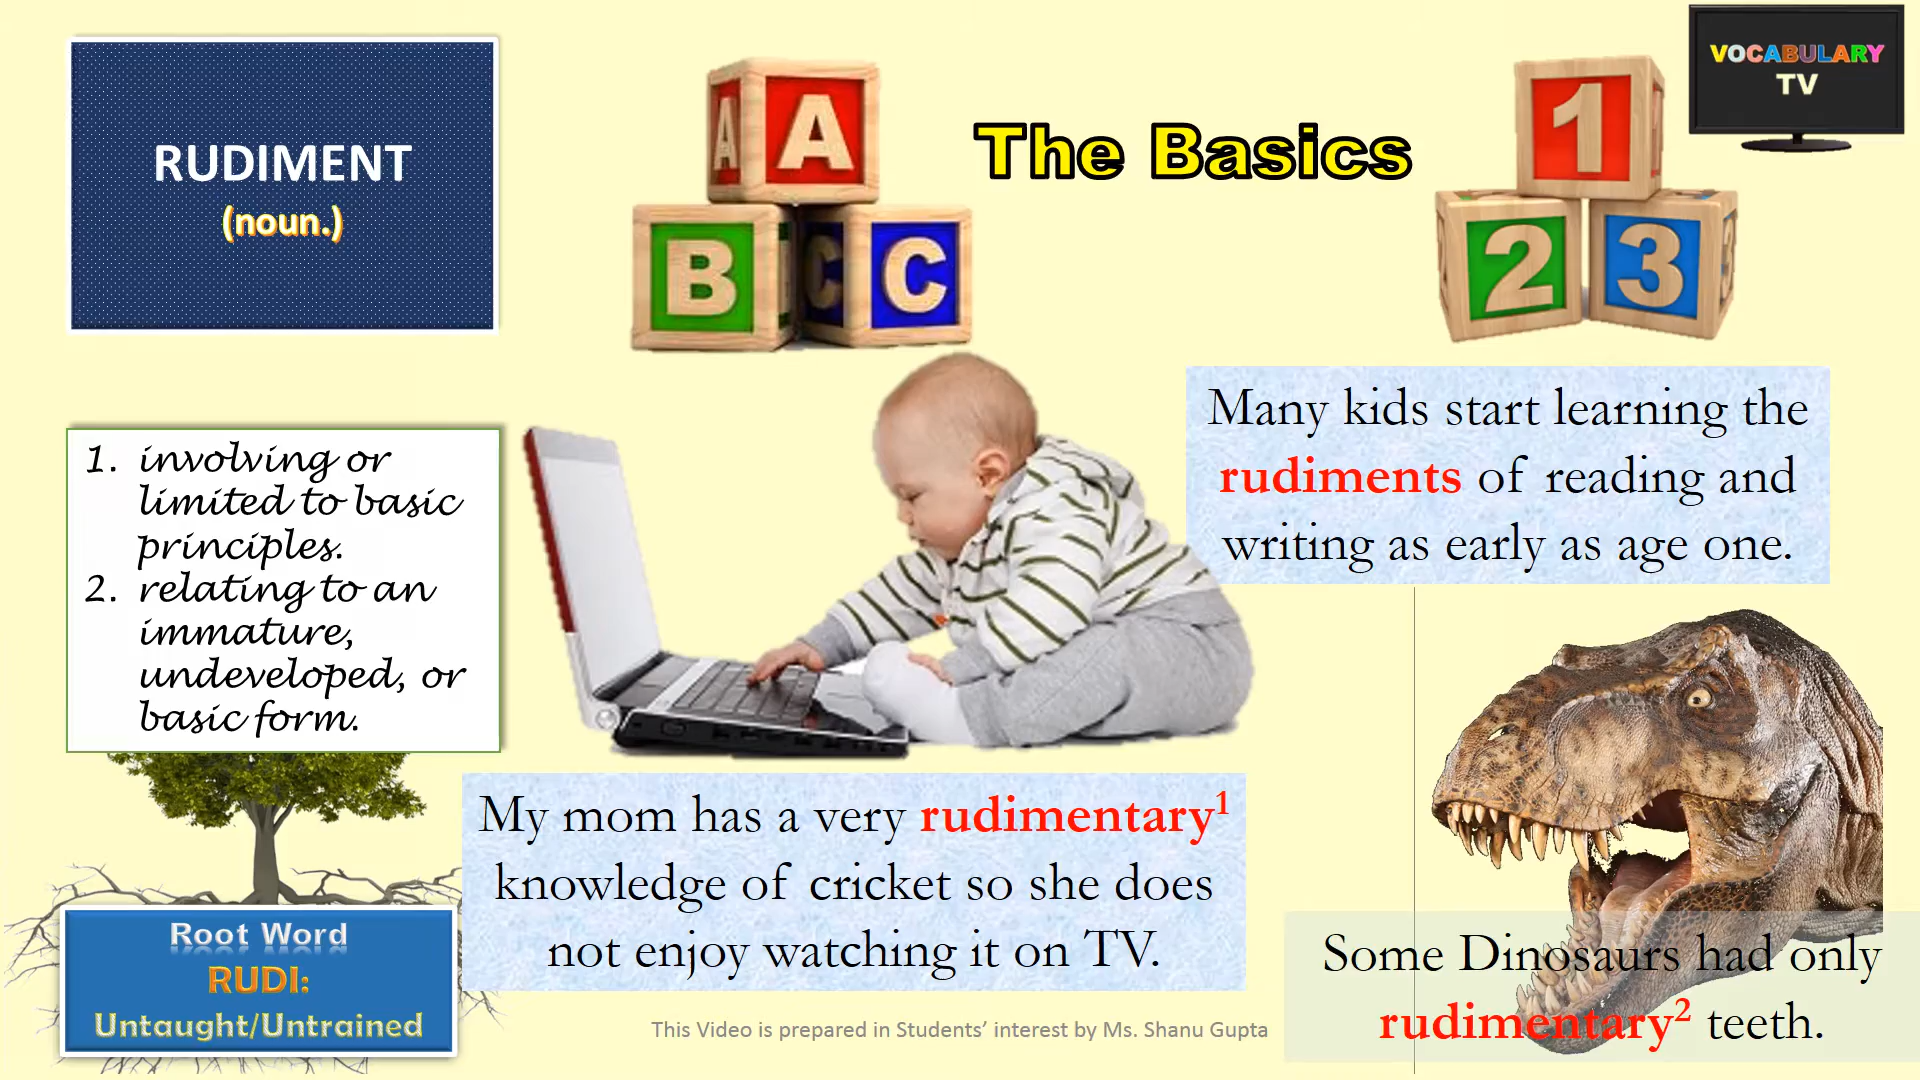 RUDIMENT
(noun.)
A
A
B
C
C
The Basics
1
2
3
VOCABULARY
TV
1. involving or
limited to basic
principles.
2. relating to an
immature,
undeveloped, or
basic form.
Many kids start learning the
rudiments of reading and
writing as early as age one.
My mom has a very rudimentary¹
knowledge of cricket so she does
not enjoy watching it on TV.
Some Dinosaurs had only
rudimentary² teeth.
Root Word
RUDI:
Untaught/Untrained
This Video is prepared in Students’ interest by Ms. Shanu Gupta